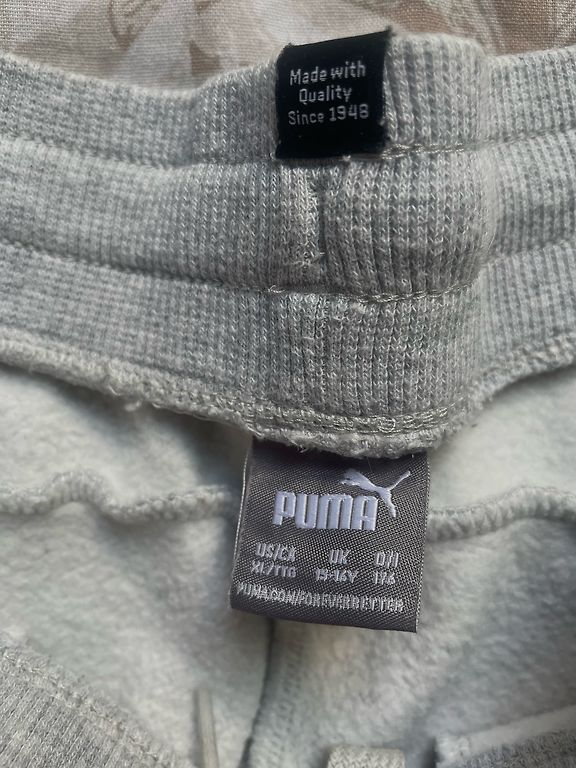 Made with
Quality
Since 1948
PUMA
US/CA UK D/I
XL/TTG 15-16Y 176
PUMA.COM/FOREVERBETTER